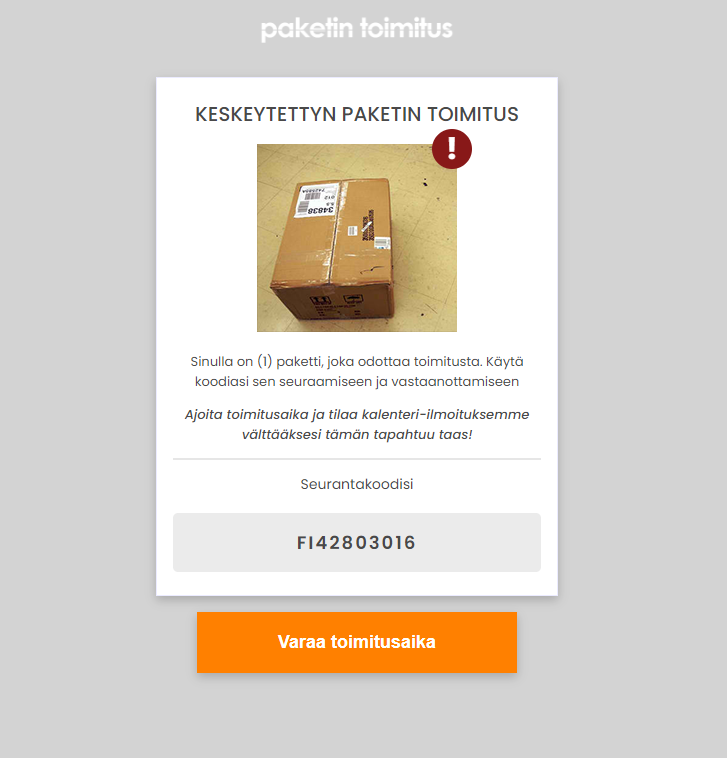 paketin toimitus
KESKEYTETTYN PAKETIN TOIMITUS
!
34838
Sinulla on (1) paketti, joka odottaa toimitusta. Käytä
koodiasi sen seuraamiseen ja vastaanottamiseen
Ajoita toimitusaika ja tilaa kalenteri-ilmoituksemme
välttääksesi tämän tapahtuu taas!
Seurantakoodisi
FI42803016
Varaa toimitusaika